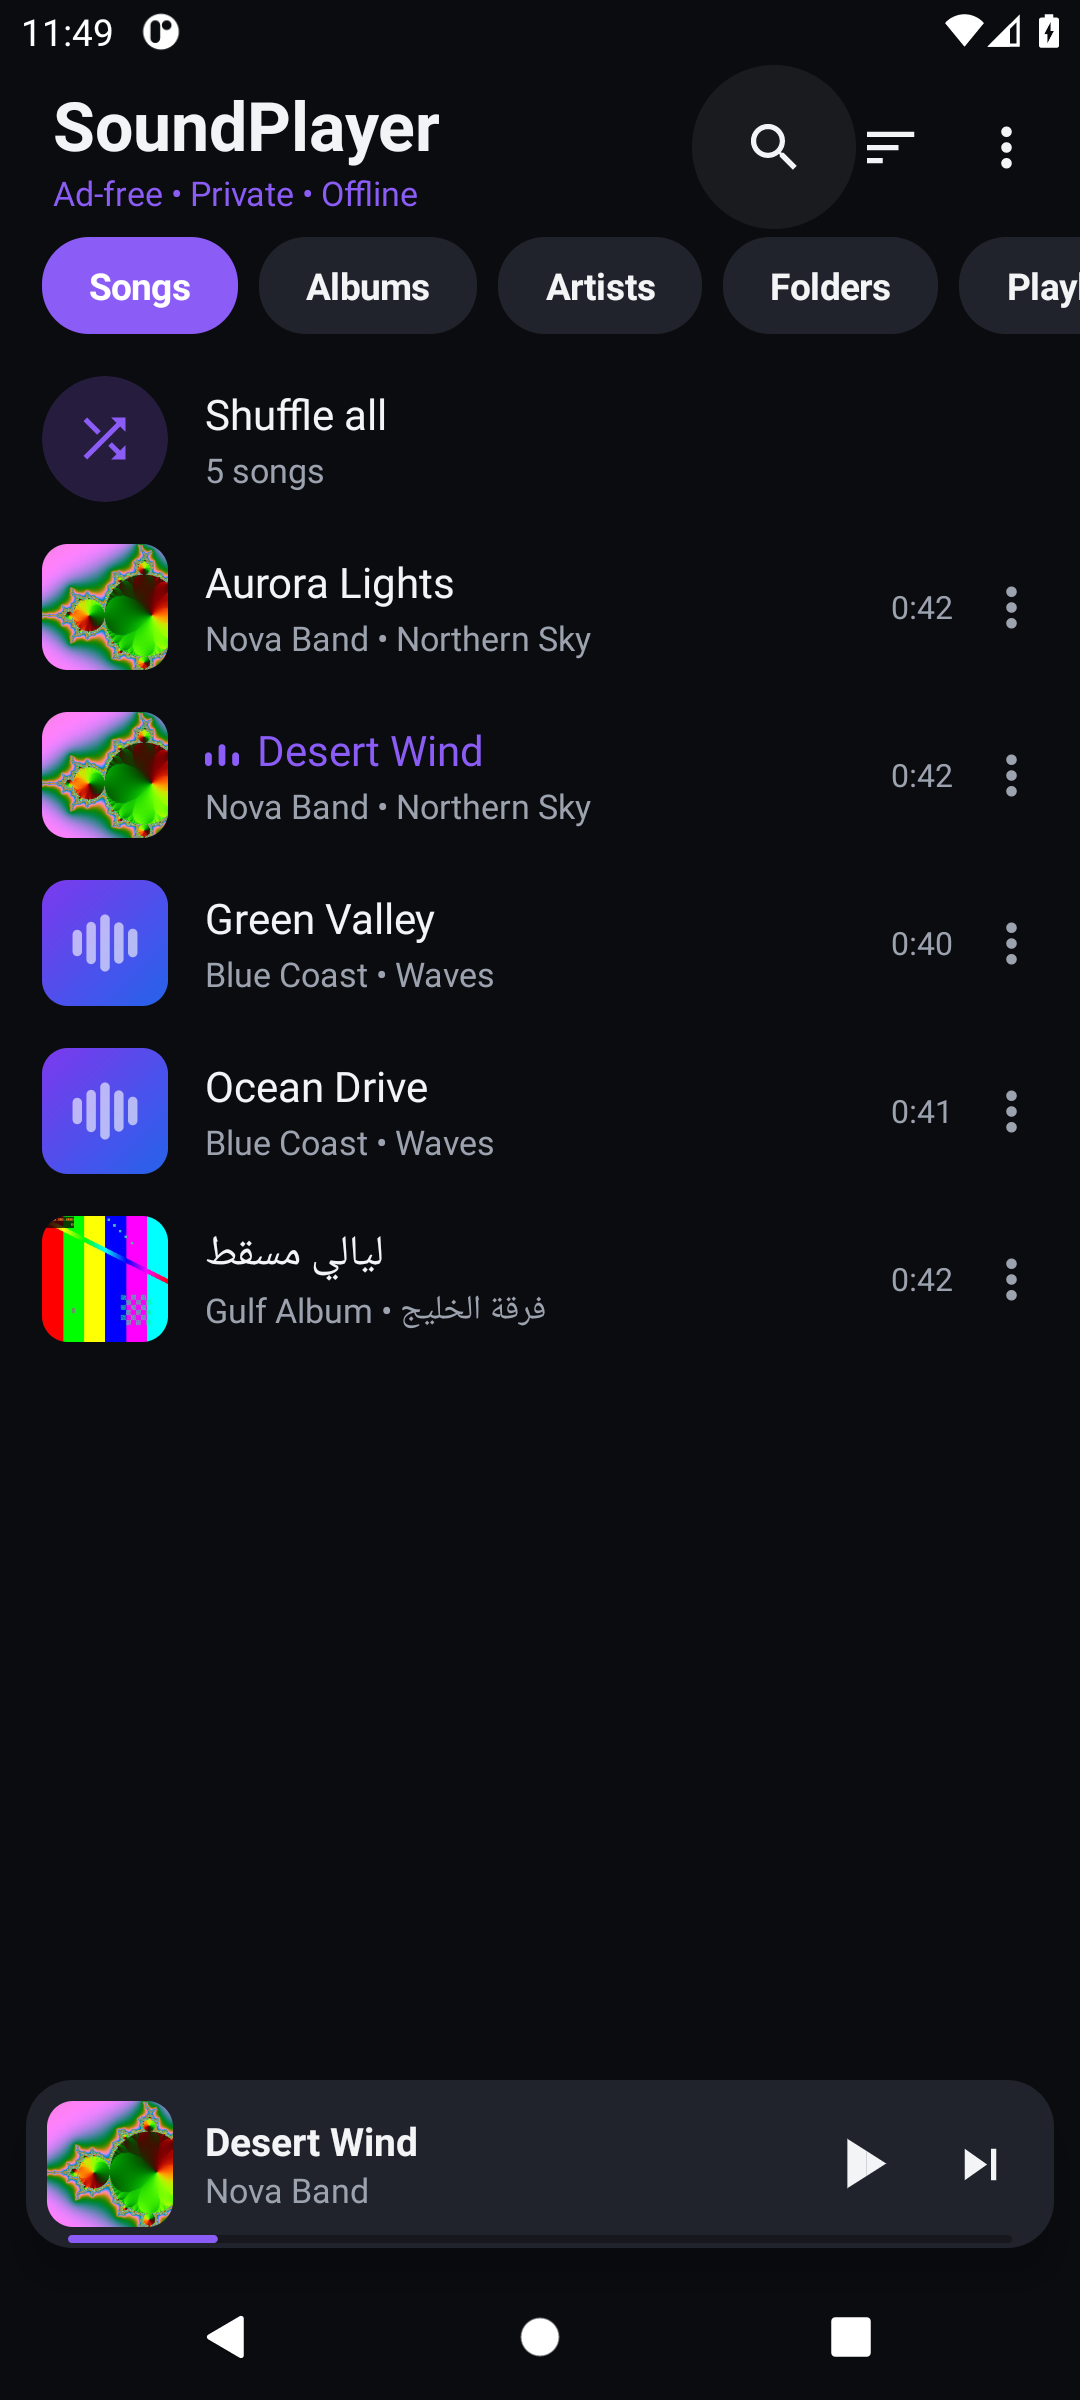 11:49
SoundPlayer
Ad-free • Private • Offline
Songs
Albums
Artists
Folders
Playl
Shuffle all
5 songs
Aurora Lights
Nova Band • Northern Sky
0:42
Desert Wind
Nova Band • Northern Sky
0:42
Green Valley
Blue Coast • Waves
0:40
Ocean Drive
Blue Coast • Waves
0:41
ليالي مسقط
Gulf Album • فرقة الخليج
0:42
Desert Wind
Nova Band